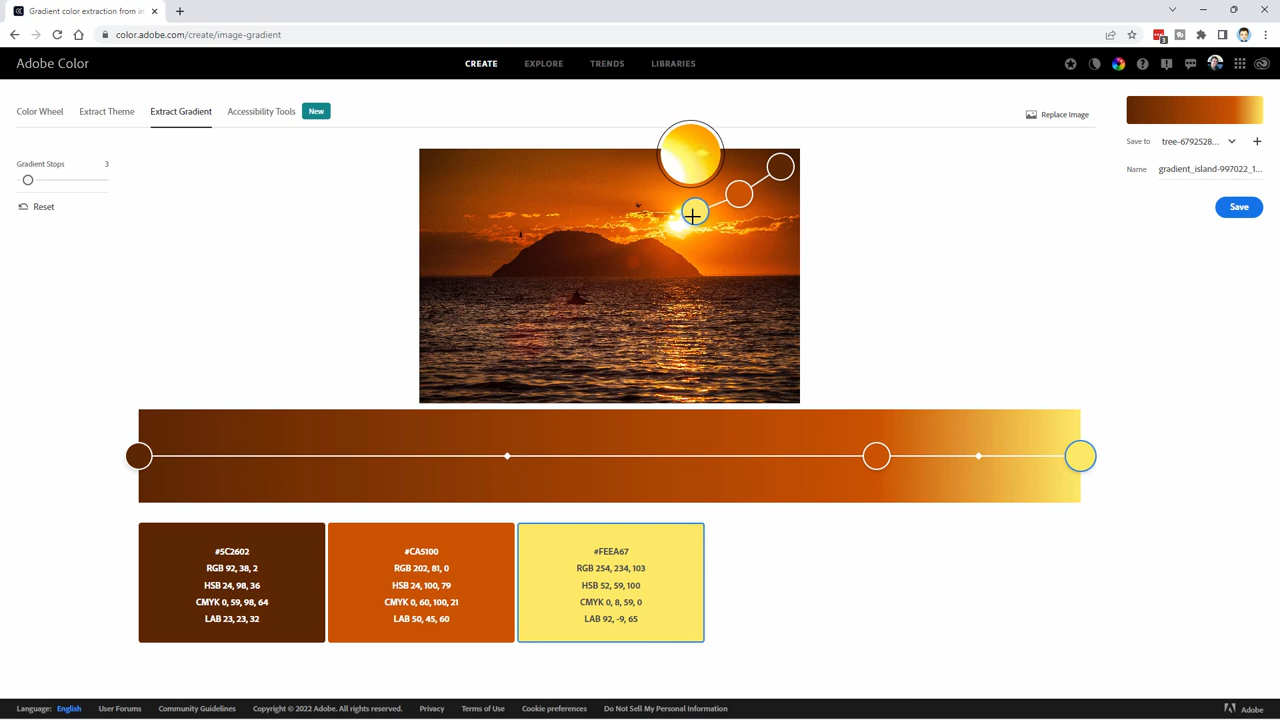 Gradient color extraction from im
color.adobe.com/create/image-gradient
3
Adobe Color
CREATE
EXPLORE
TRENDS
LIBRARIES
Color Wheel
Extract Theme
Extract Gradient
Accessibility Tools
New
Replace Image
Gradient Stops 3
Reset
Save to tree-6792528...
Name gradient_island-997022_1...
Save
#5C2602
RGB 92, 38, 2
HSB 24, 98, 36
CMYK 0, 59, 98, 64
LAB 23, 23, 32
#CA5100
RGB 202, 81, 0
HSB 24, 100, 79
CMYK 0, 60, 100, 21
LAB 50, 45, 60
#FEEA67
RGB 254, 234, 103
HSB 52, 59, 100
CMYK 0, 8, 59, 0
LAB 92, -9, 65
Language: English User Forums Community Guidelines Copyright © 2022 Adobe. All rights reserved. Privacy Terms of Use Cookie preferences Do Not Sell My Personal Information Adobe